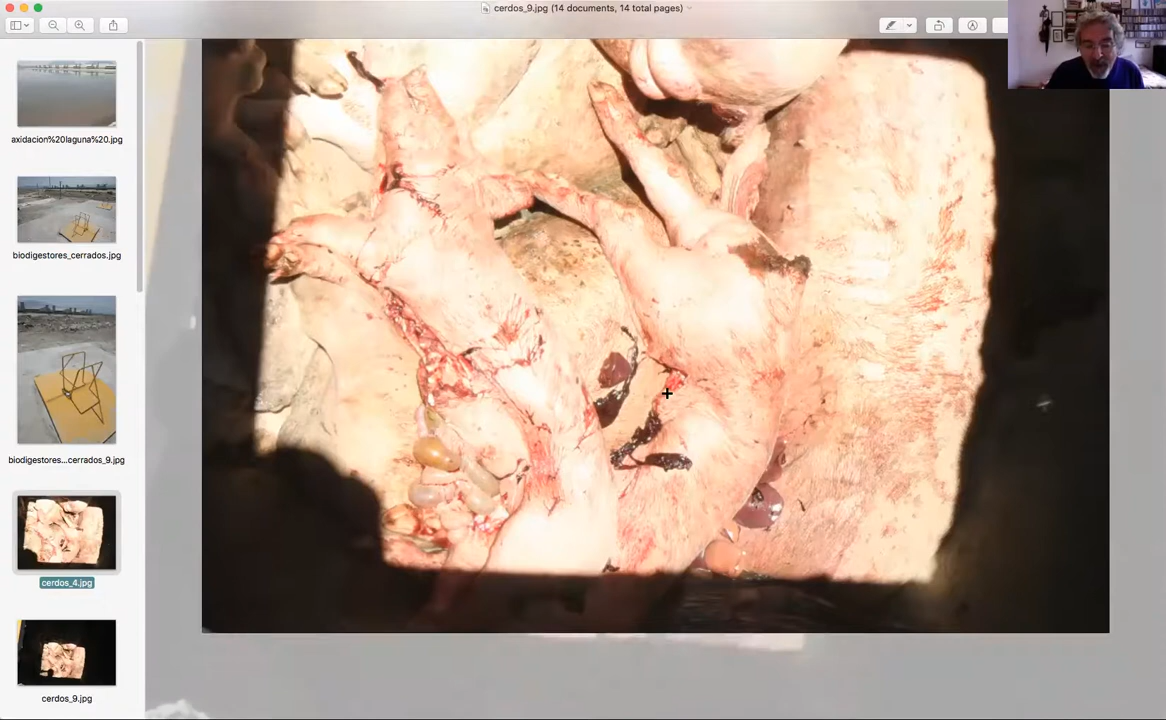 cerdos_9.jpg (14 documents, 14 total pages)
axidacion%20laguna%20.jpg
biodigestores_cerrados.jpg
biodigestores...cerrados_9.jpg
cerdos_4.jpg
cerdos_9.jpg